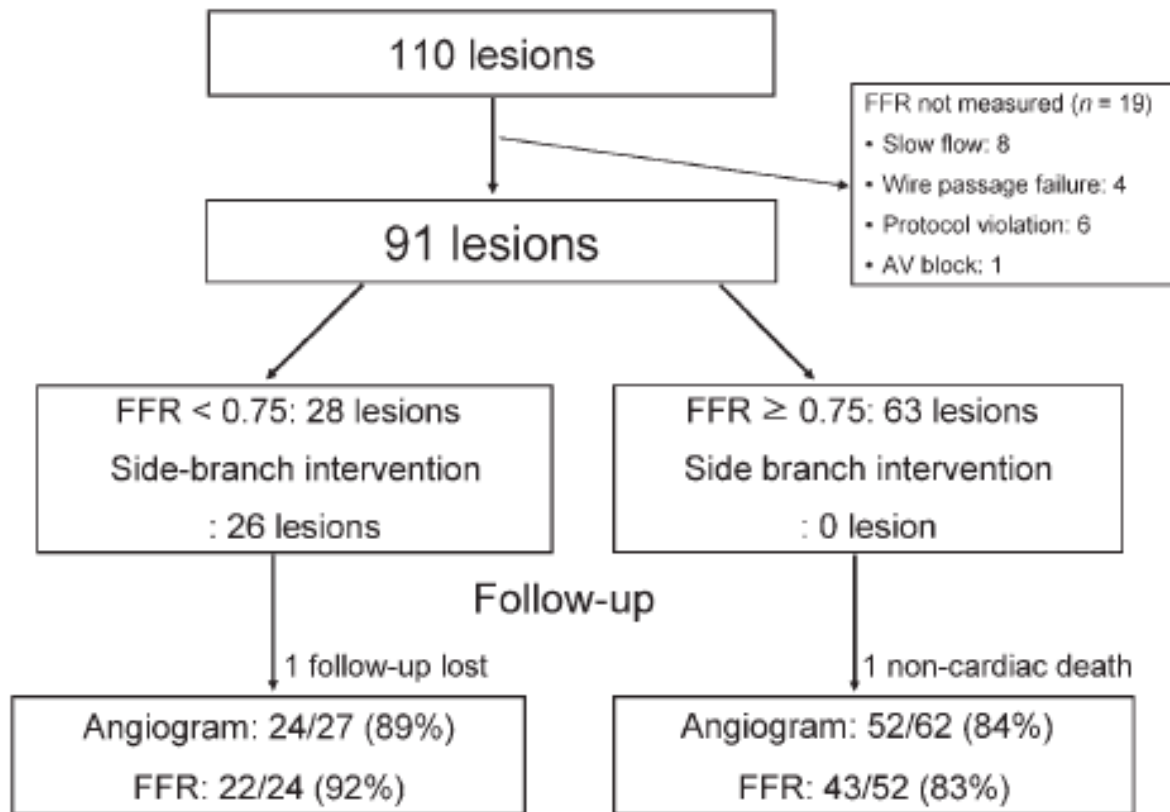 110 lesions
FFR not measured (n = 19)
• Slow flow: 8
• Wire passage failure: 4
• Protocol violation: 6
• AV block: 1
91 lesions
FFR < 0.75: 28 lesions
Side-branch intervention
: 26 lesions
FFR ≥ 0.75: 63 lesions
Side branch intervention
: 0 lesion
Follow-up
1 follow-up lost
1 non-cardiac death
Angiogram: 24/27 (89%)
FFR: 22/24 (92%)
Angiogram: 52/62 (84%)
FFR: 43/52 (83%)